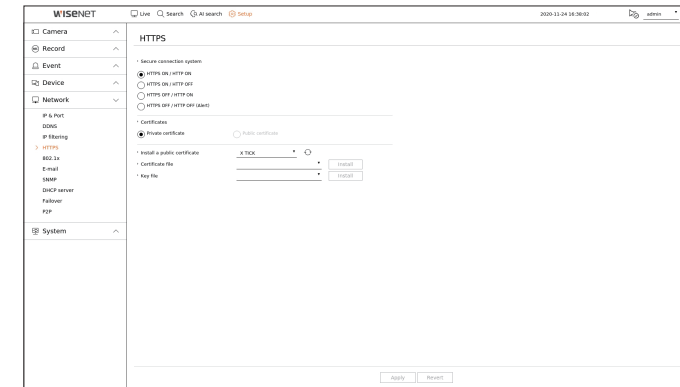 WISENET Live Search AI search Setup 2020-11-24 16:38:02 admin
Camera
Record
Event
Device
Network
IP & Port
DDNS
IP filtering
HTTPS
802.1x
E-mail
SNMP
DHCP server
Failover
P2P
System
HTTPS
Secure connection system
HTTPS ON / HTTP ON
HTTPS ON / HTTP OFF
HTTPS OFF / HTTP ON
HTTPS OFF / HTTP OFF (Alert)
Certificates
Private certificate Public certificate
Install a public certificate X TICK
Certificate file Install
Key file Install
Apply Revert